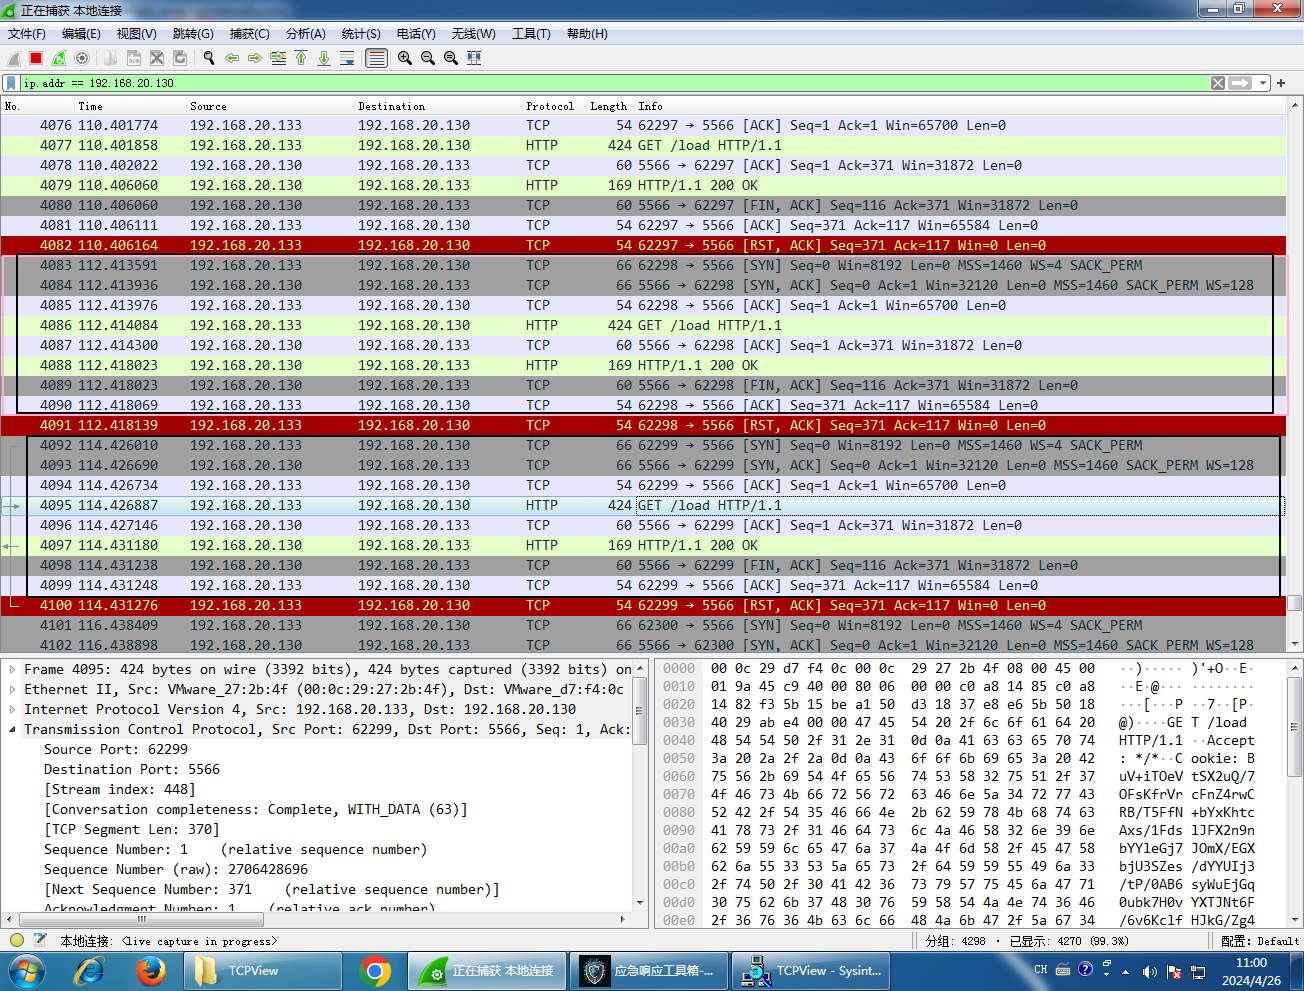 正在捕获 本地连接
文件(F) 编辑(E) 视图(V) 跳转(G) 捕获(C) 分析(A) 统计(S) 电话(Y) 无线(W) 工具(T) 帮助(H)
ip.addr == 192.168.20.130
No. Time Source Destination Protocol Length Info
4076 110.401774 192.168.20.133 192.168.20.130 TCP 54 62297 → 5566 [ACK] Seq=1 Ack=1 Win=65700 Len=0
4077 110.401858 192.168.20.133 192.168.20.130 HTTP 424 GET /load HTTP/1.1
4078 110.402022 192.168.20.130 192.168.20.133 TCP 60 5566 → 62297 [ACK] Seq=1 Ack=371 Win=31872 Len=0
4079 110.406060 192.168.20.130 192.168.20.133 HTTP 169 HTTP/1.1 200 OK
4080 110.406060 192.168.20.130 192.168.20.133 TCP 60 5566 → 62297 [FIN, ACK] Seq=116 Ack=371 Win=31872 Len=0
4081 110.406111 192.168.20.133 192.168.20.130 TCP 54 62297 → 5566 [ACK] Seq=371 Ack=117 Win=65584 Len=0
4082 110.406164 192.168.20.133 192.168.20.130 TCP 54 62297 → 5566 [RST, ACK] Seq=371 Ack=117 Win=0 Len=0
4083 112.413591 192.168.20.133 192.168.20.130 TCP 66 62298 → 5566 [SYN] Seq=0 Win=8192 Len=0 MSS=1460 WS=4 SACK_PERM
4084 112.413936 192.168.20.130 192.168.20.133 TCP 66 5566 → 62298 [SYN, ACK] Seq=0 Ack=1 Win=32120 Len=0 MSS=1460 SACK_PERM WS=128
4085 112.413976 192.168.20.133 192.168.20.130 TCP 54 62298 → 5566 [ACK] Seq=1 Ack=1 Win=65700 Len=0
4086 112.414084 192.168.20.133 192.168.20.130 HTTP 424 GET /load HTTP/1.1
4087 112.414300 192.168.20.130 192.168.20.133 TCP 60 5566 → 62298 [ACK] Seq=1 Ack=371 Win=31872 Len=0
4088 112.418023 192.168.20.130 192.168.20.133 HTTP 169 HTTP/1.1 200 OK
4089 112.418023 192.168.20.130 192.168.20.133 TCP 60 5566 → 62298 [FIN, ACK] Seq=116 Ack=371 Win=31872 Len=0
4090 112.418069 192.168.20.133 192.168.20.130 TCP 54 62298 → 5566 [ACK] Seq=371 Ack=117 Win=65584 Len=0
4091 112.418139 192.168.20.133 192.168.20.130 TCP 54 62298 → 5566 [RST, ACK] Seq=371 Ack=117 Win=0 Len=0
4092 114.426010 192.168.20.133 192.168.20.130 TCP 66 62299 → 5566 [SYN] Seq=0 Win=8192 Len=0 MSS=1460 WS=4 SACK_PERM
4093 114.426690 192.168.20.130 192.168.20.133 TCP 66 5566 → 62299 [SYN, ACK] Seq=0 Ack=1 Win=32120 Len=0 MSS=1460 SACK_PERM WS=128
4094 114.426734 192.168.20.133 192.168.20.130 TCP 54 62299 → 5566 [ACK] Seq=1 Ack=1 Win=65700 Len=0
4095 114.426887 192.168.20.133 192.168.20.130 HTTP 424 GET /load HTTP/1.1
4096 114.427146 192.168.20.130 192.168.20.133 TCP 60 5566 → 62299 [ACK] Seq=1 Ack=371 Win=31872 Len=0
4097 114.431180 192.168.20.130 192.168.20.133 HTTP 169 HTTP/1.1 200 OK
4098 114.431238 192.168.20.130 192.168.20.133 TCP 60 5566 → 62299 [FIN, ACK] Seq=116 Ack=371 Win=31872 Len=0
4099 114.431248 192.168.20.133 192.168.20.130 TCP 54 62299 → 5566 [ACK] Seq=371 Ack=117 Win=65584 Len=0
4100 114.431276 192.168.20.133 192.168.20.130 TCP 54 62299 → 5566 [RST, ACK] Seq=371 Ack=117 Win=0 Len=0
4101 116.438409 192.168.20.133 192.168.20.130 TCP 66 62300 → 5566 [SYN] Seq=0 Win=8192 Len=0 MSS=1460 WS=4 SACK_PERM
4102 116.438898 192.168.20.130 192.168.20.133 TCP 66 5566 → 62300 [SYN, ACK] Seq=0 Ack=1 Win=32120 Len=0 MSS=1460 SACK_PERM WS=128
Frame 4095: 424 bytes on wire (3392 bits), 424 bytes captured (3392 bits) on
Ethernet II, Src: VMware_27:2b:4f (00:0c:29:27:2b:4f), Dst: VMware_d7:f4:0c
Internet Protocol Version 4, Src: 192.168.20.133, Dst: 192.168.20.130
Transmission Control Protocol, Src Port: 62299, Dst Port: 5566, Seq: 1, Ack:
Source Port: 62299
Destination Port: 5566
[Stream index: 448]
[Conversation completeness: Complete, WITH_DATA (63)]
[TCP Segment Len: 370]
Sequence Number: 1 (relative sequence number)
Sequence Number (raw): 2706428696
[Next Sequence Number: 371 (relative sequence number)]
Acknowledgment Number: 1 (relative ack number)
0000 00 0c 29 d7 f4 0c 00 0c 29 27 2b 4f 08 00 45 00 ··)····· )'+O··E·
0010 01 9a 45 c9 40 00 80 06 00 00 c0 a8 14 85 c0 a8 ··E·@··· ········
0020 14 82 f3 5b 15 be a1 50 d3 18 37 e8 e6 5b 50 18 ···[···P ··7··[P·
0030 40 29 ab e4 00 00 47 45 54 20 2f 6c 6f 61 64 20 @)····GE T /load
0040 48 54 54 50 2f 31 2e 31 0d 0a 41 63 63 65 70 74 HTTP/1.1 ··Accept
0050 3a 20 2a 2f 2a 0d 0a 43 6f 6f 6b 69 65 3a 20 42 : */*··C ookie: B
0060 75 56 2b 69 54 4f 65 56 74 53 58 32 75 51 2f 37 uV+iTOeV tSX2uQ/7
0070 4f 46 73 4b 66 72 56 72 63 46 6e 5a 34 72 77 43 OFsKfrVr cFnZ4rwC
0080 52 42 2f 54 35 46 66 4e 2b 62 59 78 4b 68 74 63 RB/T5FfN +bYxKhtc
0090 41 78 73 2f 31 46 64 73 6c 4a 46 58 32 6e 39 6e Axs/1Fds lJFX2n9n
00a0 62 59 59 6c 65 47 6a 37 4a 4f 6d 58 2f 45 47 58 bYYleGj7 JOmX/EGX
00b0 62 6a 55 33 53 5a 65 73 2f 64 59 59 55 49 6a 33 bjU3SZes /dYYUIj3
00c0 2f 74 50 2f 30 41 42 36 73 79 57 75 45 6a 47 71 /tP/0AB6 syWuEjGq
00d0 30 75 62 6b 37 48 30 76 59 58 54 4a 4e 74 36 46 0ubk7H0v YXTJNt6F
00e0 2f 36 76 36 4b 63 6c 66 48 4a 6b 47 2f 5a 67 34 /6v6Kclf HJkG/Zg4
本地连接: <live capture in progress>
分组: 4298 · 已显示: 4270 (99.3%)
配置: Default
TCPView
正在捕获 本地连接
应急响应工具箱-...
TCPView - Sysint...
CH
11:00
2024/4/26